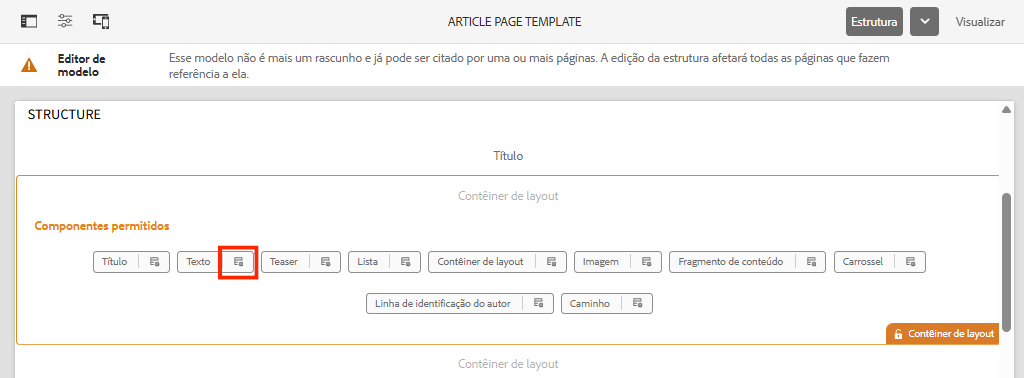 ARTICLE PAGE TEMPLATE
Estrutura
Visualizar
Editor de
modelo
Esse modelo não é mais um rascunho e já pode ser citado por uma ou mais páginas. A edição da estrutura afetará todas as páginas que fazem
referência a ela.
STRUCTURE
Título
Contêiner de layout
Componentes permitidos
Título
Texto
Teaser
Lista
Contêiner de layout
Imagem
Fragmento de conteúdo
Carrossel
Linha de identificação do autor
Caminho
Contêiner de layout
Contêiner de layout